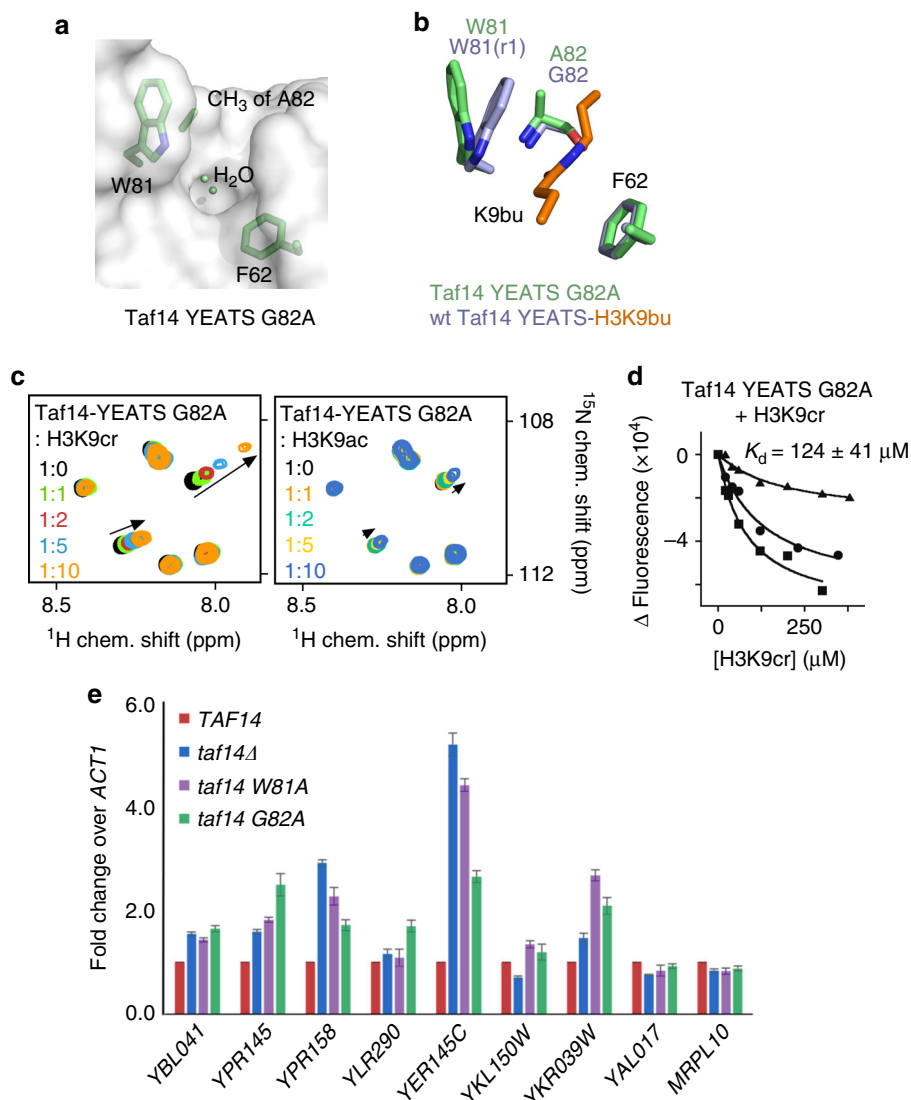 a
CH3 of A82
W81
H2O
F62
Taf14 YEATS G82A
b
W81
W81(r1)
A82
G82
K9bu
F62
Taf14 YEATS G82A
wt Taf14 YEATS-H3K9bu
c
Taf14-YEATS G82A
: H3K9cr
1:0
1:1
1:2
1:5
1:10
8.5
8.0
1H chem. shift (ppm)
Taf14-YEATS G82A
: H3K9ac
1:0
1:1
1:2
1:5
1:10
8.5
8.0
1H chem. shift (ppm)
108
112
15N chem. shift (ppm)
d
Taf14 YEATS G82A
+ H3K9cr
Kd = 124 ± 41 μM
Δ Fluorescence (×10⁴)
0
−4
0
250
[H3K9cr] (μM)
e
Fold change over ACT1
6.0
4.0
2.0
0.0
TAF14
taf14Δ
taf14 W81A
taf14 G82A
YBL041
YPR145
YPR158
YLR290
YER145C
YKL150W
YKR039W
YAL017
MRPL10